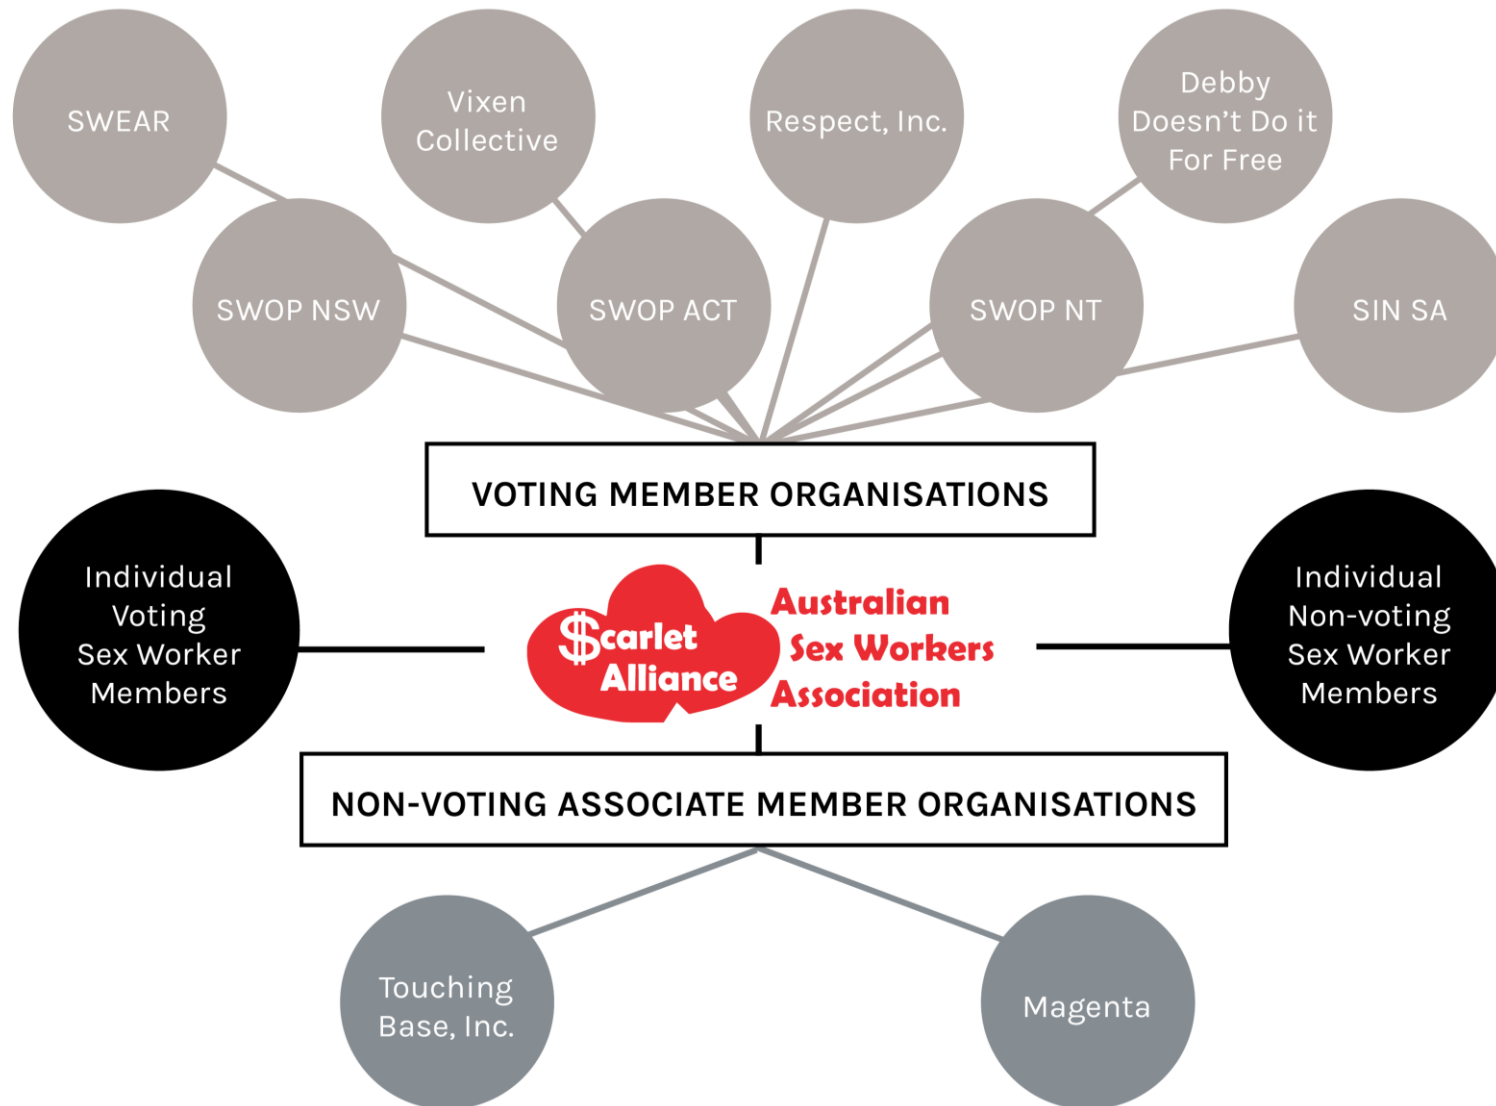 SWEAR
Vixen
Collective
Respect, Inc.
Debby
Doesn’t Do it
For Free
SWOP NSW
SWOP ACT
SWOP NT
SIN SA
VOTING MEMBER ORGANISATIONS
Individual
Voting
Sex Worker
Members
$carlet
Alliance
Australian
Sex Workers
Association
Individual
Non-voting
Sex Worker
Members
NON-VOTING ASSOCIATE MEMBER ORGANISATIONS
Touching
Base, Inc.
Magenta